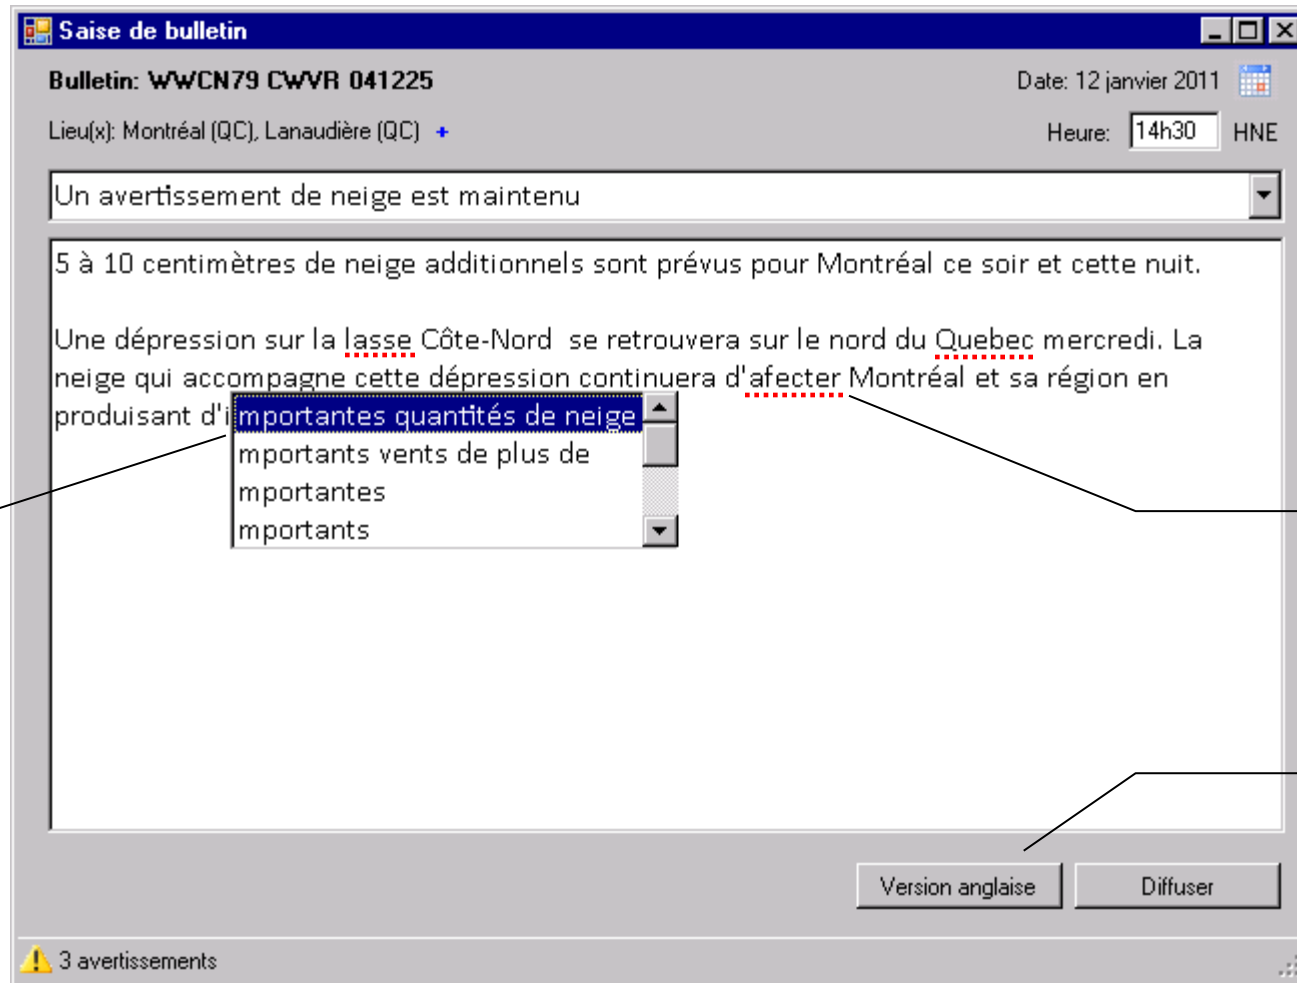 Saise de bulletin
Bulletin: WWCN79 CWVR 041225
Date: 12 janvier 2011
Lieu(x): Montréal (QC), Lanaudière (QC) +
Heure: 14h30 HNE
Un avertissement de neige est maintenu
5 à 10 centimètres de neige additionnels sont prévus pour Montréal ce soir et cette nuit.
Une dépression sur la lasse Côte-Nord se retrouvera sur le nord du Quebec mercredi. La
neige qui accompagne cette dépression continuera d'afecter Montréal et sa région en
produisant d'importantes quantités de neige
mportants vents de plus de
mportantes
mportants
Version anglaise
Diffuser
3 avertissements